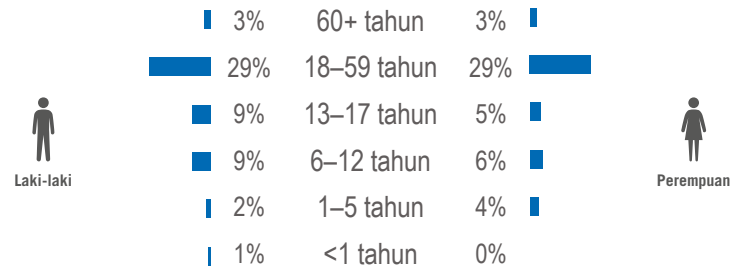 3% 60+ tahun 3%
29% 18–59 tahun 29%
9% 13–17 tahun 5%
9% 6–12 tahun 6%
Laki-laki Perempuan
2% 1–5 tahun 4%
1% <1 tahun 0%